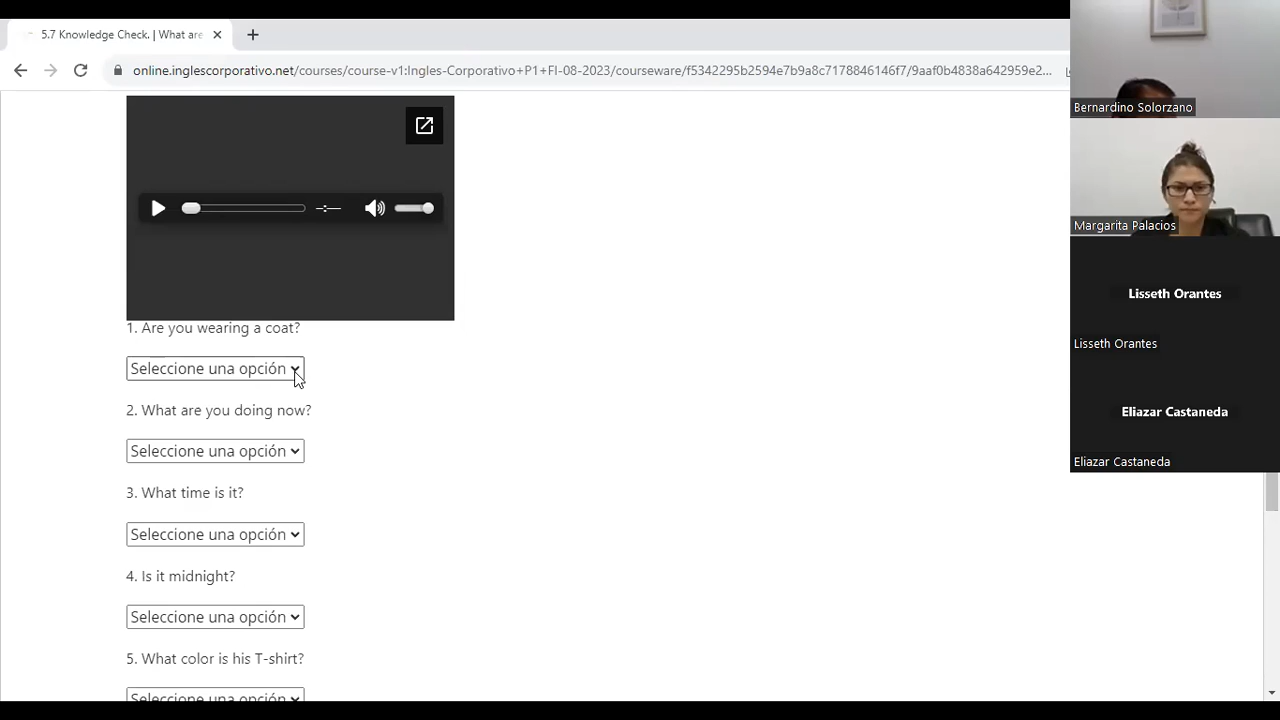 5.7 Knowledge Check. | What are
online.inglescorporativo.net/courses/course-v1:Ingles-Corporativo+P1+FI-08-2023/courseware/f5342295b2594e7b9a8c7178846146f7/9aaf0b4838a642959e2...
1. Are you wearing a coat?
Seleccione una opción
2. What are you doing now?
Seleccione una opción
3. What time is it?
Seleccione una opción
4. Is it midnight?
Seleccione una opción
5. What color is his T-shirt?
Seleccione una opción
Bernardino Solorzano
Margarita Palacios
Lisseth Orantes
Lisseth Orantes
Eliazar Castaneda
Eliazar Castaneda